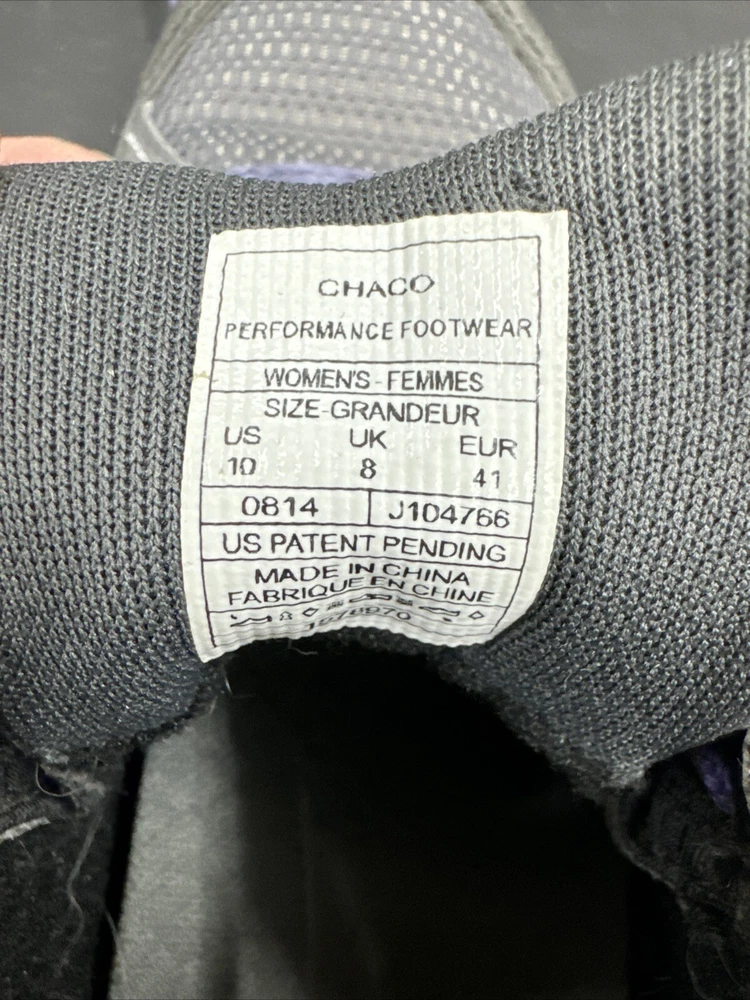 CHACO
PERFORMANCE FOOTWEAR
WOMEN'S - FEMMES
SIZE-GRANDEUR
US UK EUR
10 8 41
0814 J104766
US PATENT PENDING
MADE IN CHINA
FABRIQUE EN CHINE